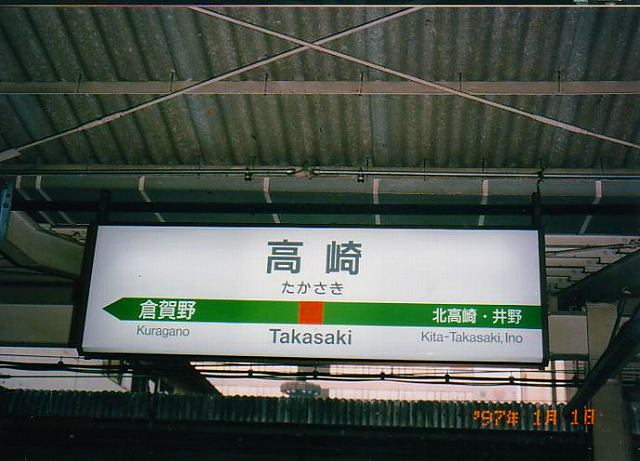 高崎
たかさき
倉賀野
北高崎・井野
Kuragano
Takasaki
Kita-Takasaki, Ino
'97年 1月 1日